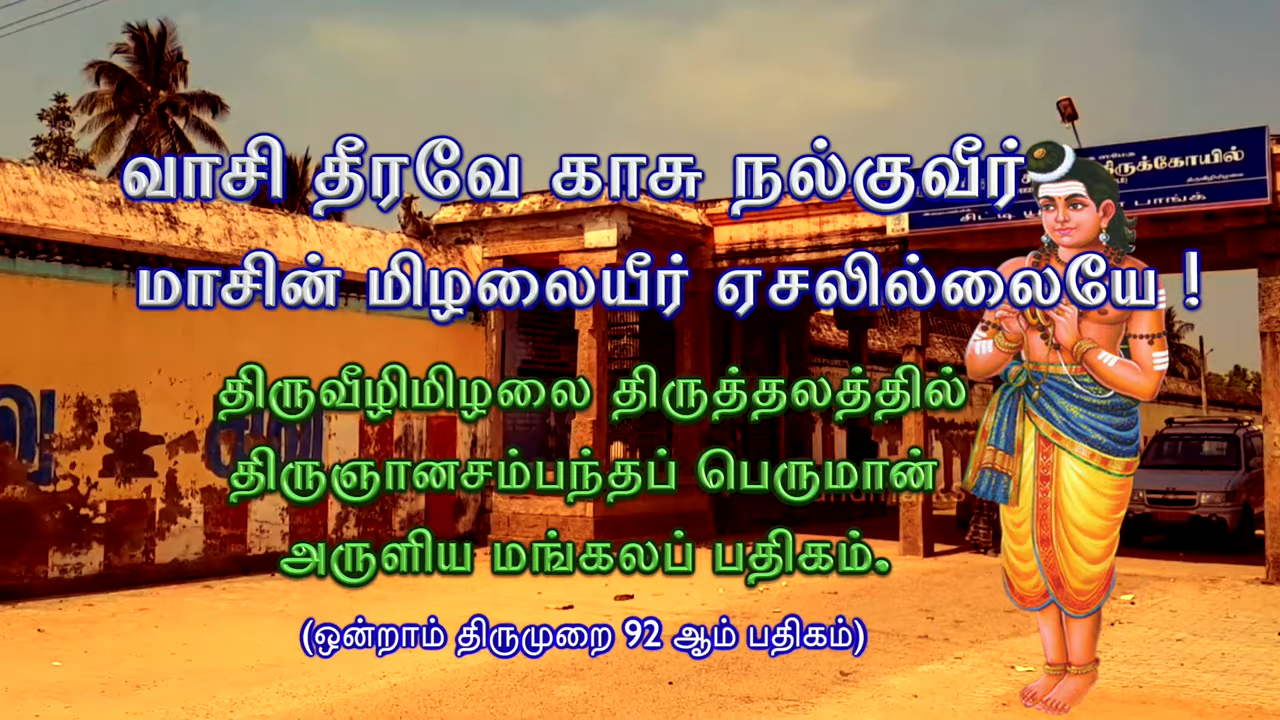 வாசி தீரவே காசு நல்குவீர்
மாசின் மிழலையீர் ஏசலில்லையே !
திருவீழிமிழலை திருத்தலத்தில்
திருஞானசம்பந்தப் பெருமான்
அருளிய மங்கலப் பதிகம்.
(ஒன்றாம் திருமுறை 92 ஆம் பதிகம்)
திருக்கோயில்
திருவீழிமிழலை
சிட்டி யூ
பாங்க்